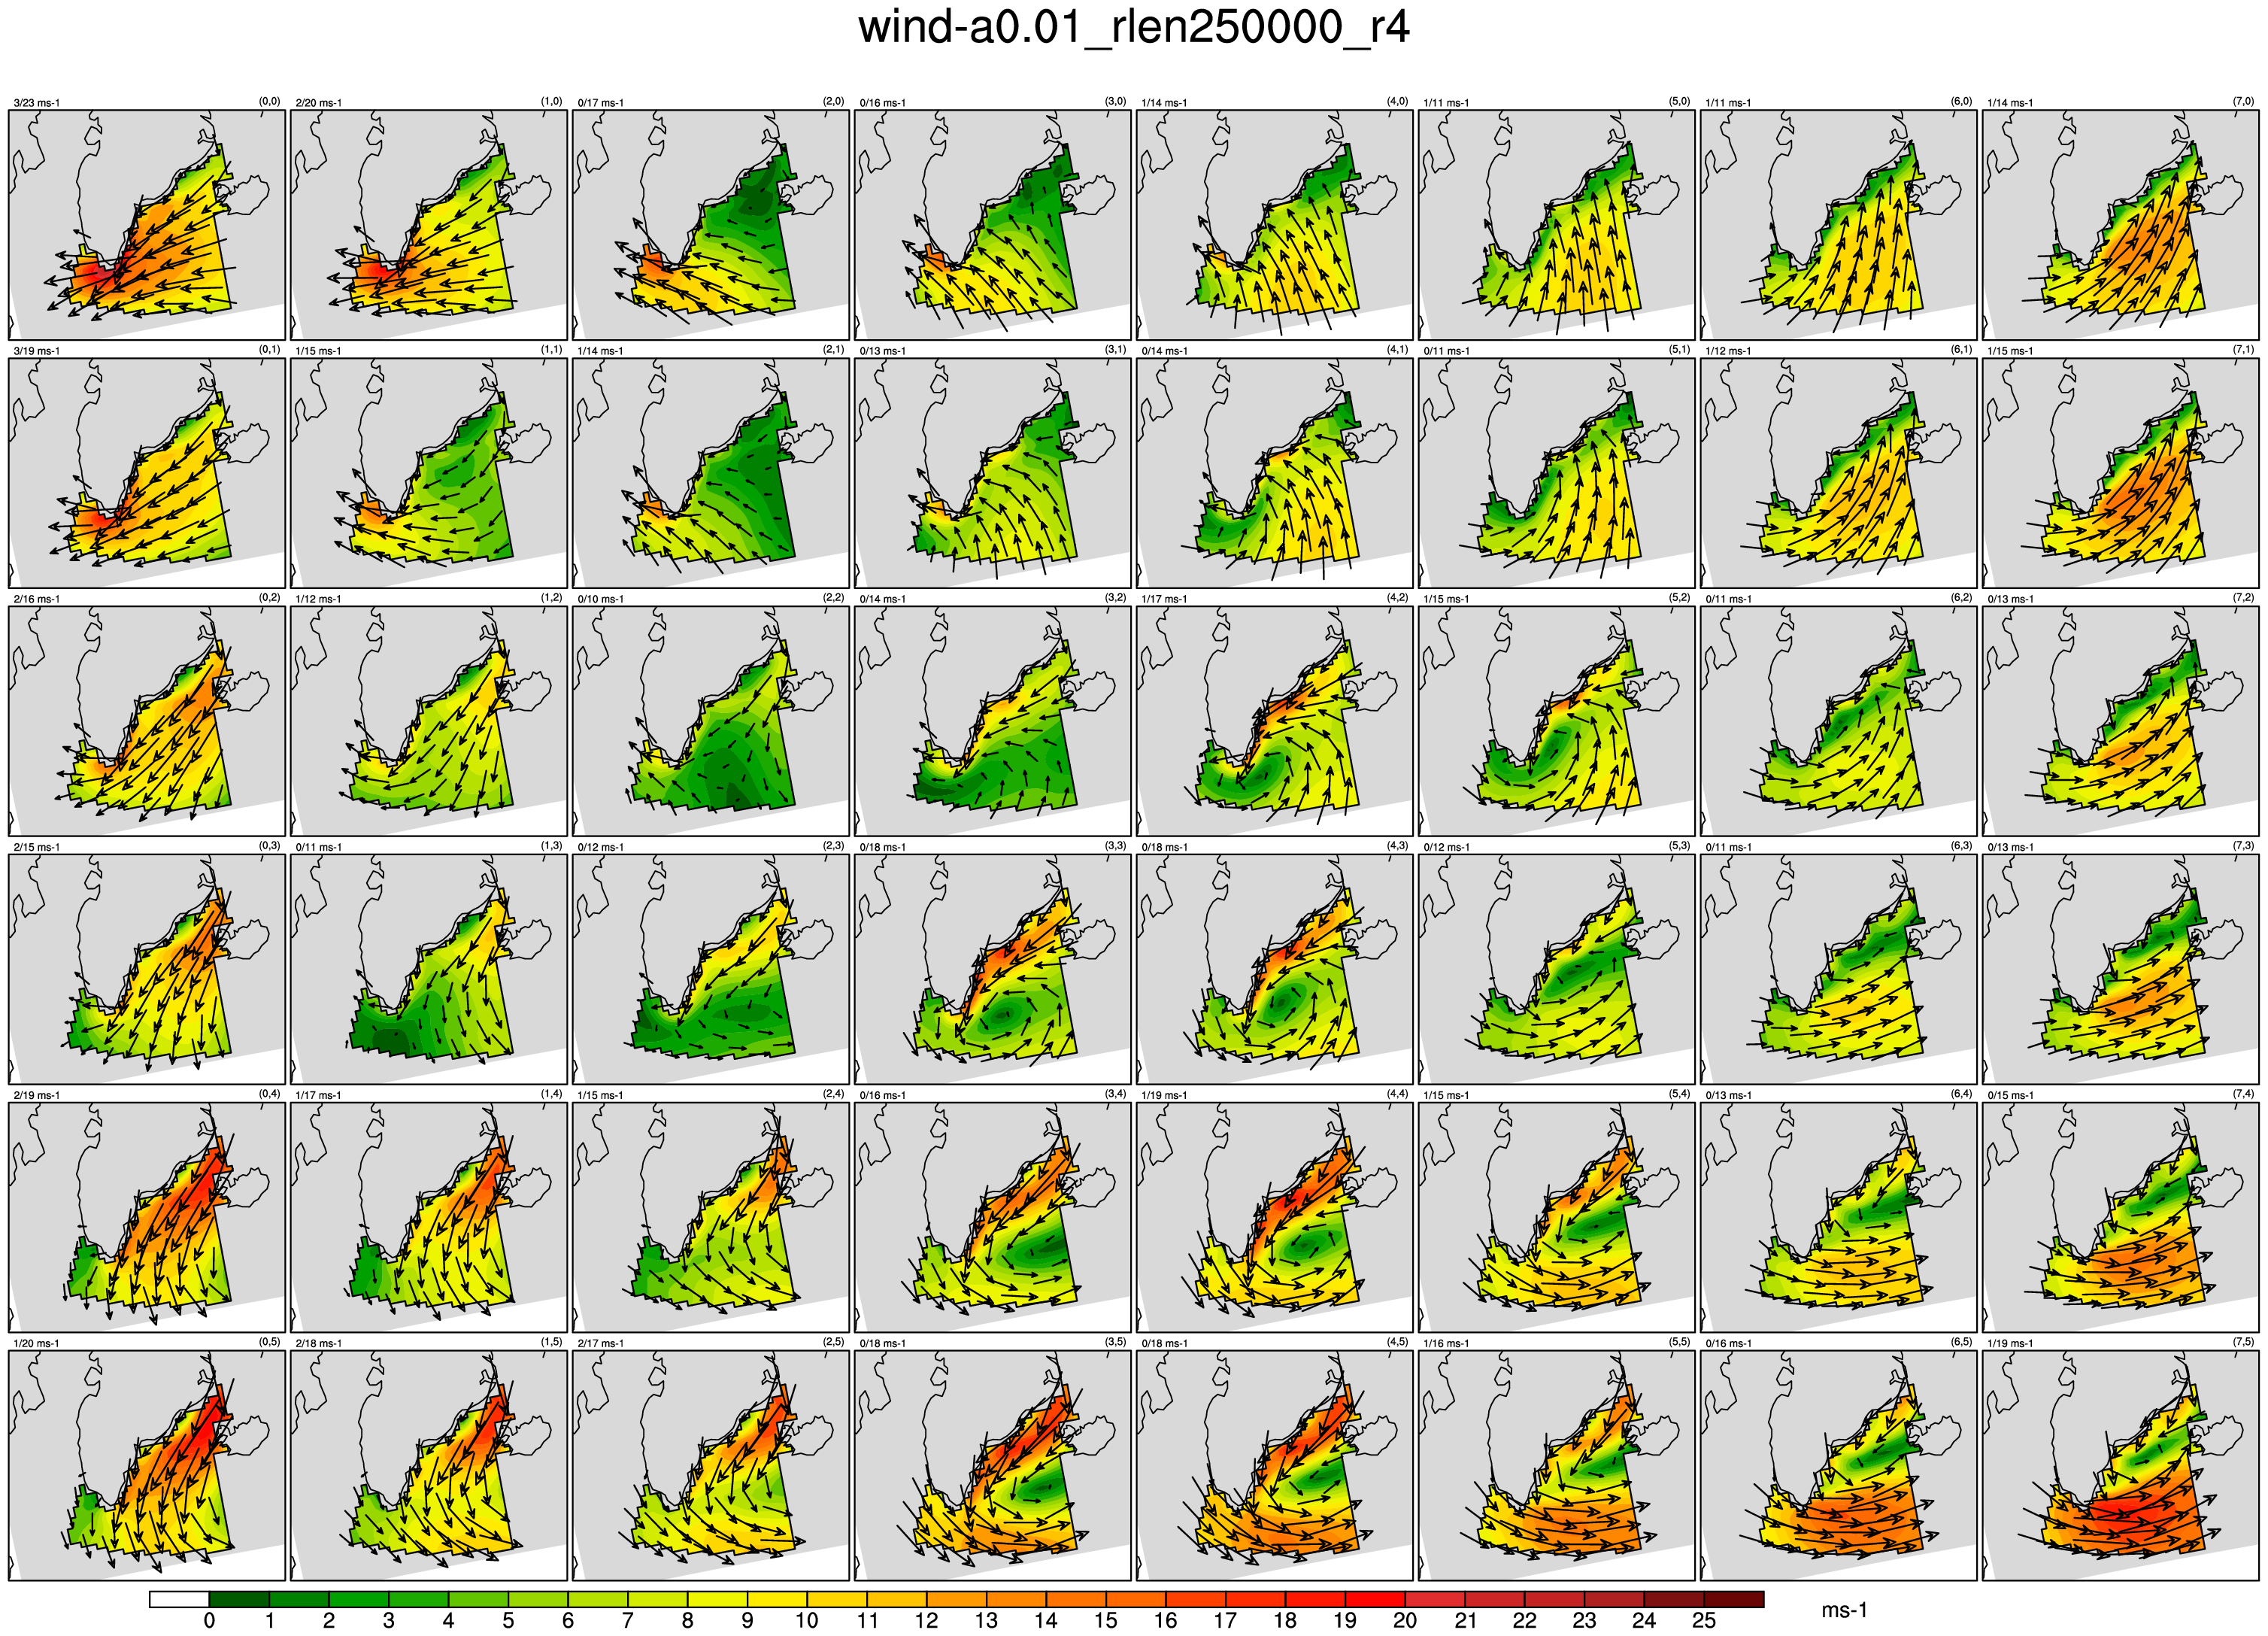 wind-a0.01_rlen250000_r4
3/23 ms-1 (0,0) 2/20 ms-1 (1,0) 0/17 ms-1 (2,0) 0/16 ms-1 (3,0) 1/14 ms-1 (4,0) 1/11 ms-1 (5,0) 1/11 ms-1 (6,0) 1/14 ms-1 (7,0)
3/19 ms-1 (0,1) 1/15 ms-1 (1,1) 1/14 ms-1 (2,1) 0/13 ms-1 (3,1) 0/14 ms-1 (4,1) 0/11 ms-1 (5,1) 1/12 ms-1 (6,1) 1/15 ms-1 (7,1)
2/16 ms-1 (0,2) 1/12 ms-1 (1,2) 0/10 ms-1 (2,2) 0/14 ms-1 (3,2) 1/17 ms-1 (4,2) 1/15 ms-1 (5,2) 0/11 ms-1 (6,2) 0/13 ms-1 (7,2)
2/15 ms-1 (0,3) 0/11 ms-1 (1,3) 0/12 ms-1 (2,3) 0/18 ms-1 (3,3) 0/18 ms-1 (4,3) 0/12 ms-1 (5,3) 0/11 ms-1 (6,3) 0/13 ms-1 (7,3)
2/19 ms-1 (0,4) 1/17 ms-1 (1,4) 1/15 ms-1 (2,4) 0/16 ms-1 (3,4) 1/19 ms-1 (4,4) 1/15 ms-1 (5,4) 0/13 ms-1 (6,4) 0/15 ms-1 (7,4)
1/20 ms-1 (0,5) 2/18 ms-1 (1,5) 2/17 ms-1 (2,5) 0/18 ms-1 (3,5) 0/18 ms-1 (4,5) 1/16 ms-1 (5,5) 0/16 ms-1 (6,5) 1/19 ms-1 (7,5)
0 1 2 3 4 5 6 7 8 9 10 11 12 13 14 15 16 17 18 19 20 21 22 23 24 25 ms-1